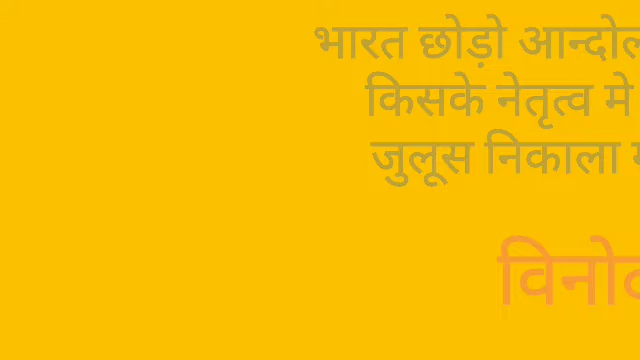 भारत छोड़ो
किसके नेतृत्व मे
जुलूस निकाला